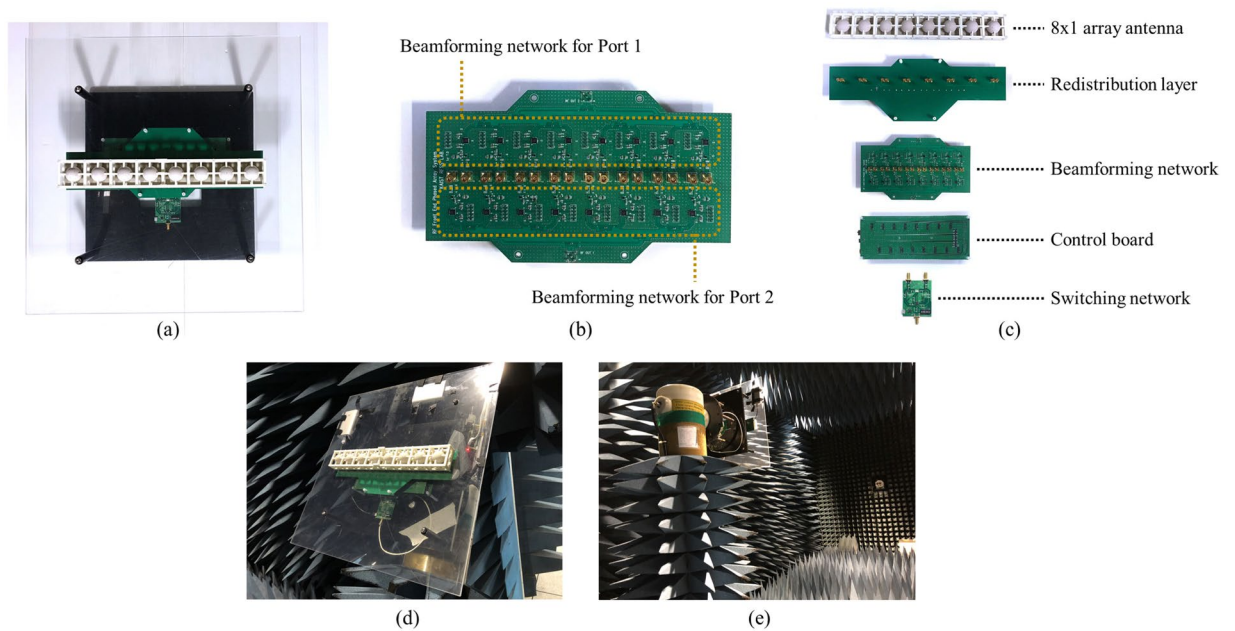 Beamforming network for Port 1
Beamforming network for Port 2
8x1 array antenna
Redistribution layer
Beamforming network
Control board
Switching network
(a)
(b)
(c)
(d)
(e)